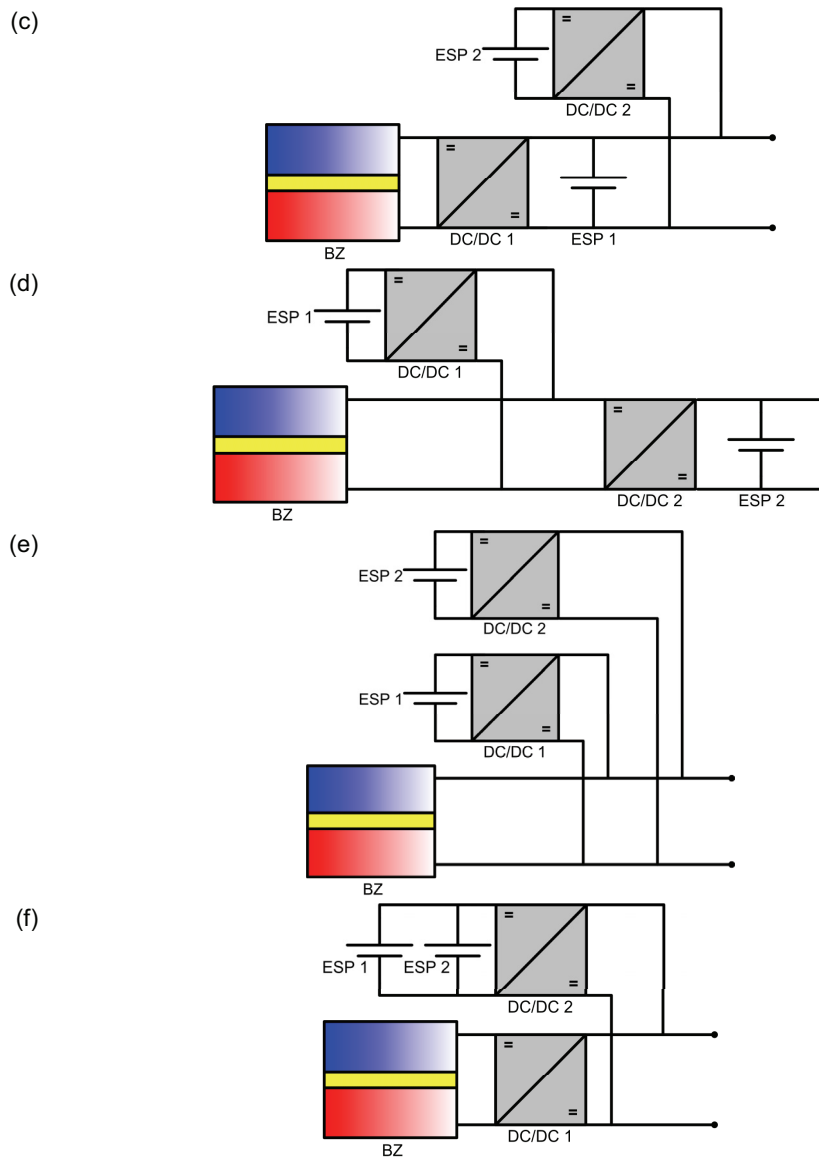 (c)
=
ESP 2
=
DC/DC 2
=
=
BZ
DC/DC 1
ESP 1
(d)
=
ESP 1
=
DC/DC 1
=
BZ
DC/DC 2
ESP 2
(e)
=
ESP 2
=
DC/DC 2
=
ESP 1
=
DC/DC 1
BZ
(f)
=
ESP 1
ESP 2
=
DC/DC 2
=
=
BZ
DC/DC 1